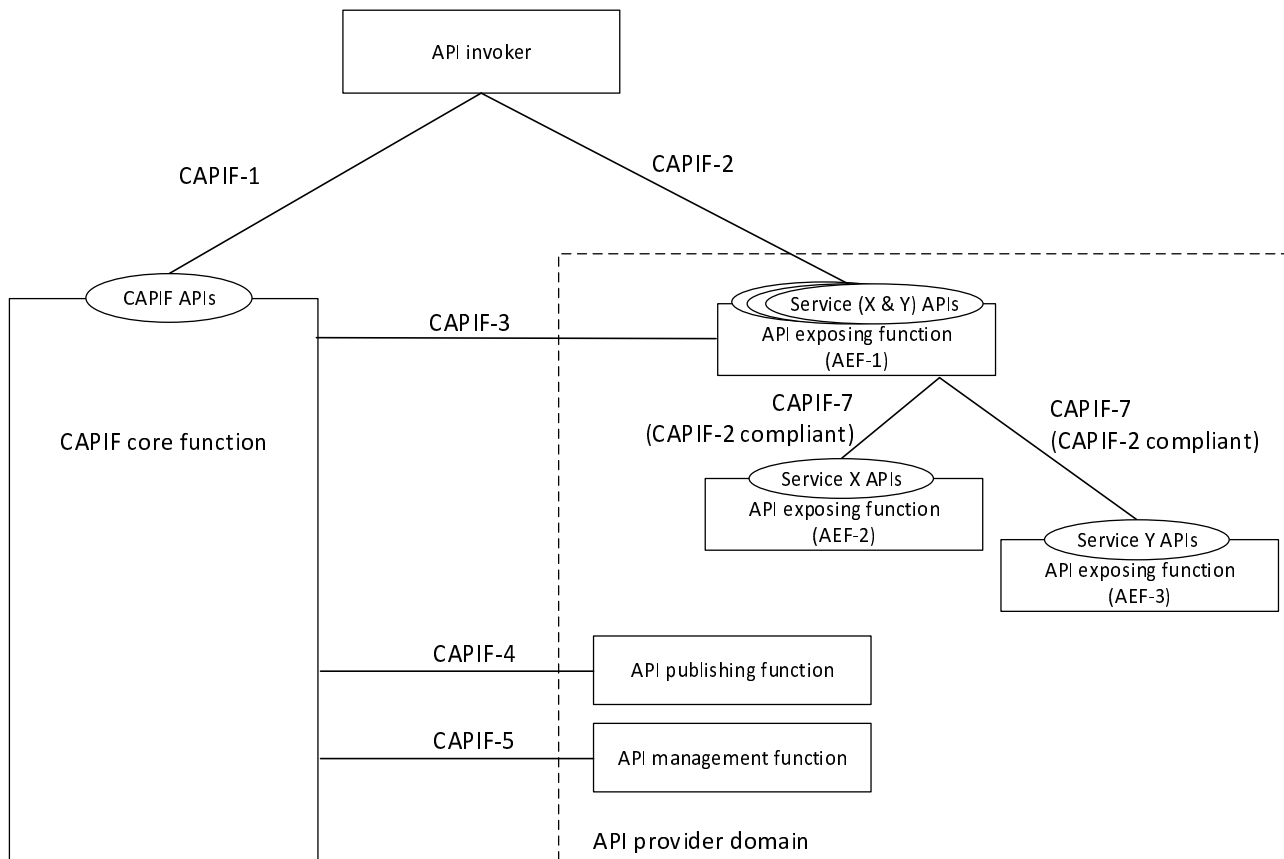 API invoker
CAPIF-1
CAPIF-2
CAPIF APIs
Service (X & Y) APIs
CAPIF-3
API exposing function
(AEF-1)
CAPIF-7
(CAPIF-2 compliant)
CAPIF-7
(CAPIF-2 compliant)
CAPIF core function
Service X APIs
API exposing function
(AEF-2)
Service Y APIs
API exposing function
(AEF-3)
CAPIF-4
API publishing function
CAPIF-5
API management function
API provider domain